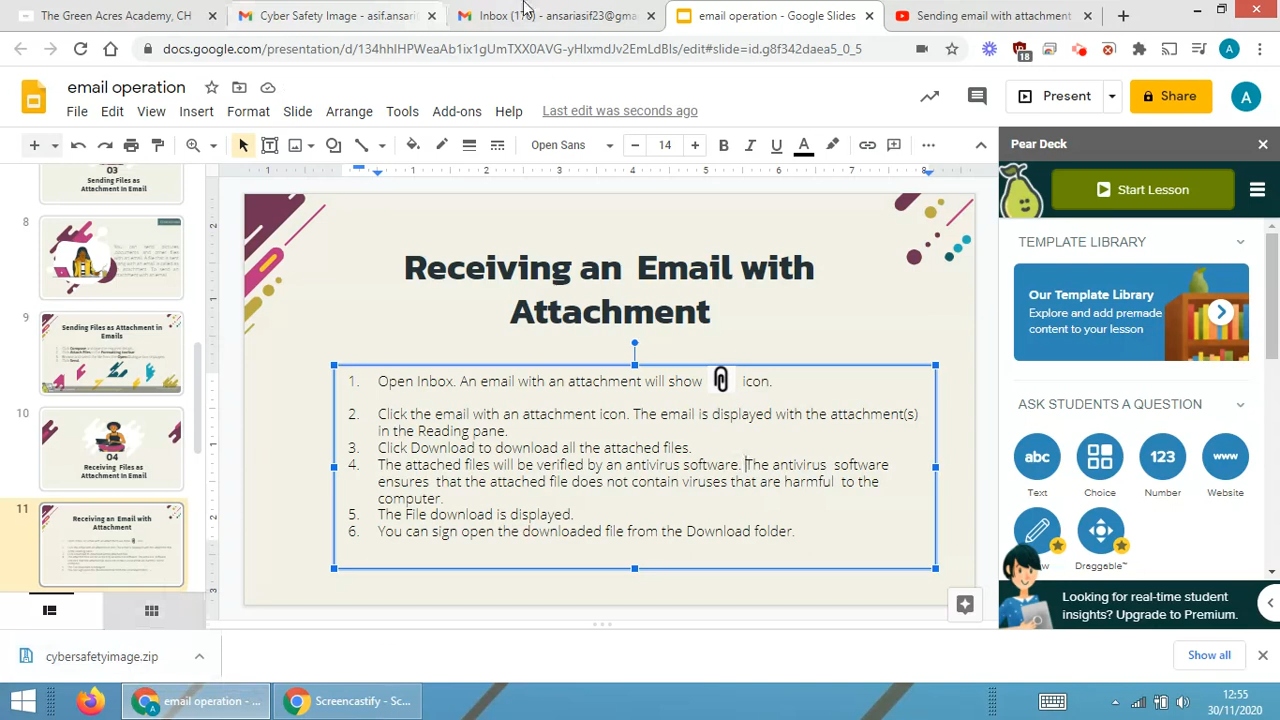 The Green Acres Academy, CH
Cyber Safety Image - asif.ansar
Inbox (11) - ansariasif23@gm
email operation - Google Slides
Sending email with attachment
docs.google.com/presentation/d/134hhIHPWeaAb1ix1gUmTXX0AVG-yHlxmdJv2EmLdBIs/edit#slide=id.g8f342daea5_0_5
18
A
email operation
File Edit View Insert Format Slide Arrange Tools Add-ons Help Last edit was seconds ago
Present
Share
A
Open Sans
14
B I U A
Pear Deck
Start Lesson
TEMPLATE LIBRARY
Our Template Library
Explore and add premade
content to your lesson
ASK STUDENTS A QUESTION
abc
123
www
Text
Choice
Number
Website
Draggable™
Looking for real-time student
insights? Upgrade to Premium.
03
Sending Files as
Attachment in Email
8
9
Sending Files as Attachment in
Emails
10
04
Receiving Files as
Attachment
11
Receiving an Email with
Attachment
Receiving an Email with
Attachment
1. Open Inbox. An email with an attachment will show icon.
2. Click the email with an attachment icon. The email is displayed with the attachment(s)
in the Reading pane.
3. Click Download to download all the attached files.
4. The attached files will be verified by an antivirus software. The antivirus software
ensures that the attached file does not contain viruses that are harmful to the
computer.
5. The File download is displayed.
6. You can sign open the downloaded file from the Download folder.
cybersafetyimage.zip
Show all
email operation - ...
Screencastify - Sc...
12:55
30/11/2020